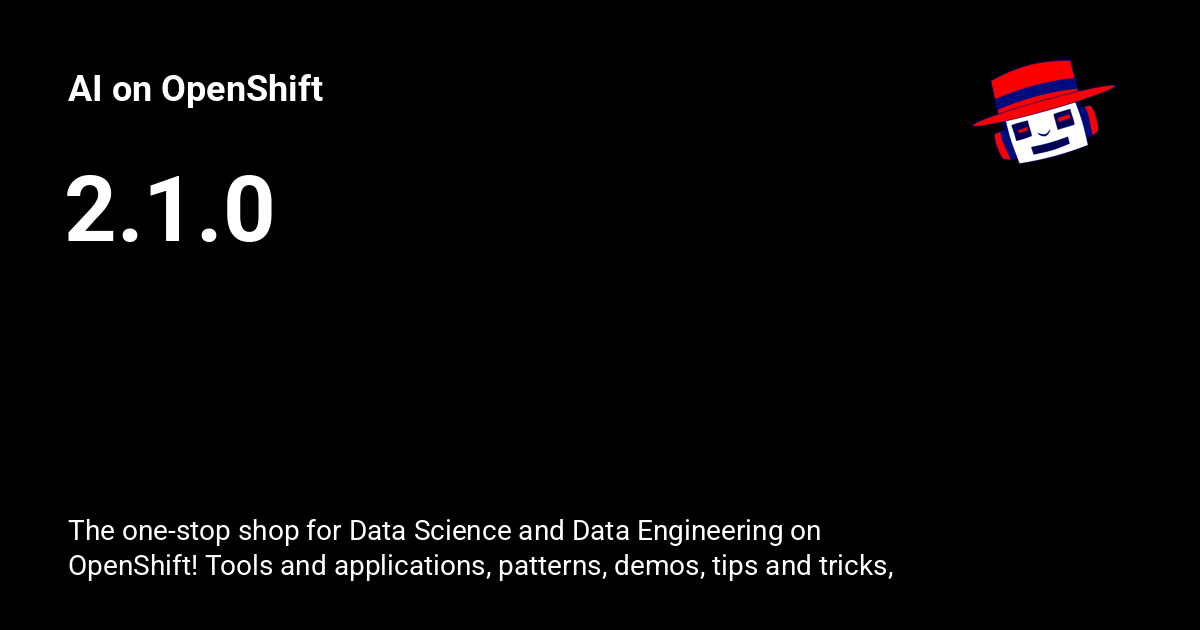 AI on OpenShift
2.1.0
The one-stop shop for Data Science and Data Engineering on
OpenShift! Tools and applications, patterns, demos, tips and tricks,